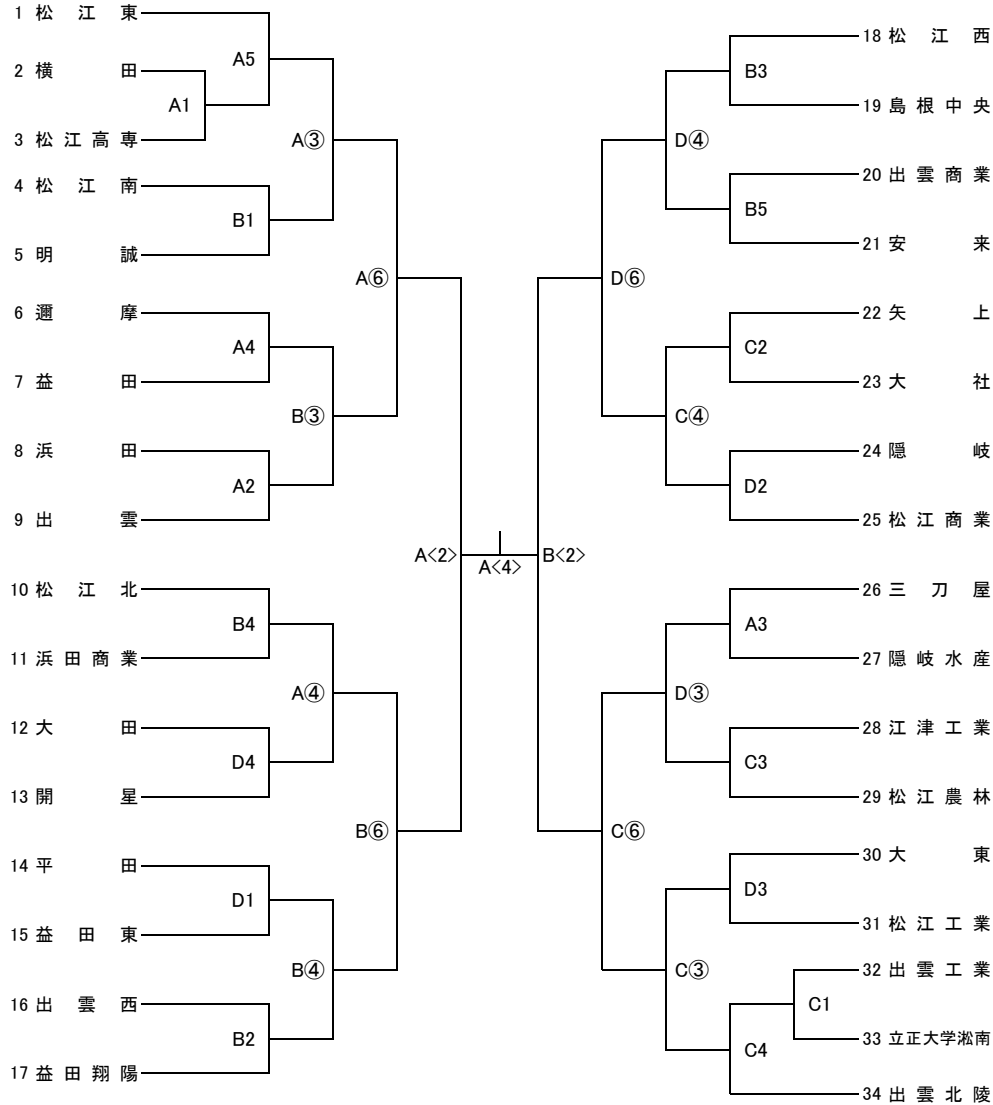 1 松江東
2 横田
3 松江高専
4 松江南
5 明誠
6 邇摩
7 益田
8 浜田
9 出雲
10 松江北
11 浜田商業
12 大田
13 開星
14 平田
15 益田東
16 出雲西
17 益田翔陽
A1
A5
B1
A4
A2
B4
D4
D1
B2
A③
B③
A④
B④
A⑥
B⑥
A<2>
A<4>
B<2>
D⑥
C⑥
D④
C④
D③
C③
B3
B5
C2
D2
A3
C3
D3
C1
C4
18 松江西
19 島根中央
20 出雲商業
21 安来
22 矢上
23 大社
24 隠岐
25 松江商業
26 三刀屋
27 隠岐水産
28 江津工業
29 松江農林
30 大東
31 松江工業
32 出雲工業
33 立正大学淞南
34 出雲北陵